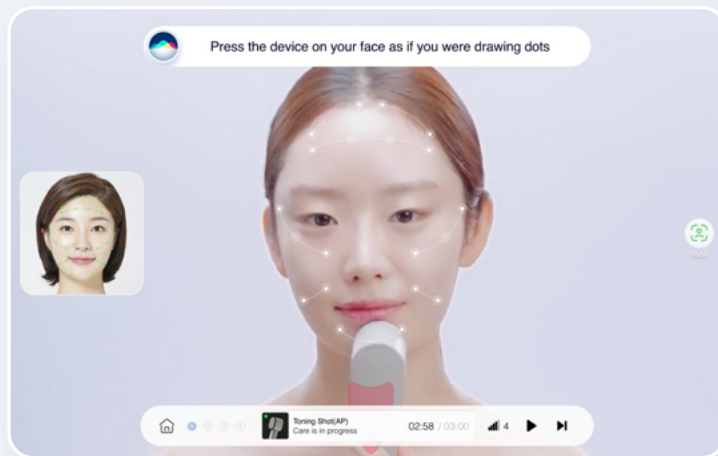 Press the device on your face as if you were drawing dots
Toning Shot(AP)
Care is in progress
02:58 / 03:00
4